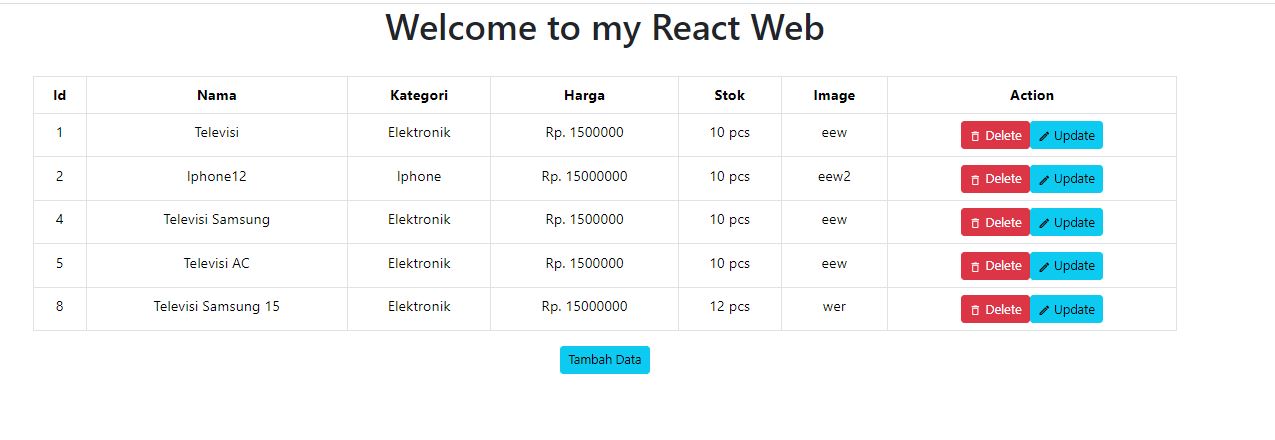 Welcome to my React Web
Id Nama Kategori Harga Stok Image Action
1 Televisi Elektronik Rp. 1500000 10 pcs eew Delete Update
2 Iphone12 Iphone Rp. 15000000 10 pcs eew2 Delete Update
4 Televisi Samsung Elektronik Rp. 1500000 10 pcs eew Delete Update
5 Televisi AC Elektronik Rp. 1500000 10 pcs eew Delete Update
8 Televisi Samsung 15 Elektronik Rp. 15000000 12 pcs wer Delete Update
Tambah Data